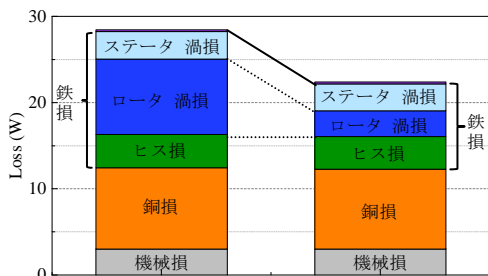 30
20
10
0
Loss (W)
鉄損
ステータ 渦損
ロータ 渦損
ヒス損
銅損
機械損
ステータ 渦損
ロータ 渦損
ヒス損
銅損
機械損
鉄損